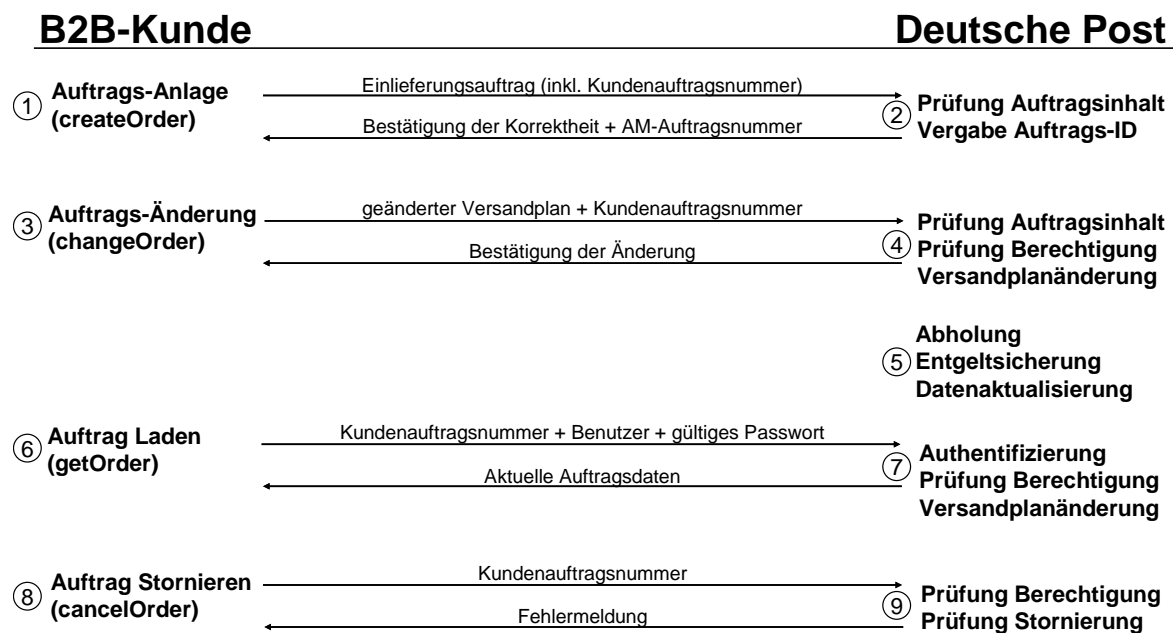 B2B-Kunde
Deutsche Post
1
Auftrags-Anlage
(createOrder)
Einlieferungsauftrag (inkl. Kundenauftragsnummer)
Bestätigung der Korrektheit + AM-Auftragsnummer
2
Prüfung Auftragsinhalt
Vergabe Auftrags-ID
3
Auftrags-Änderung
(changeOrder)
geänderter Versandplan + Kundenauftragsnummer
Bestätigung der Änderung
4
Prüfung Auftragsinhalt
Prüfung Berechtigung
Versandplanänderung
5
Abholung
Entgeltsicherung
Datenaktualisierung
6
Auftrag Laden
(getOrder)
Kundenauftragsnummer + Benutzer + gültiges Passwort
Aktuelle Auftragsdaten
7
Authentifizierung
Prüfung Berechtigung
Versandplanänderung
8
Auftrag Stornieren
(cancelOrder)
Kundenauftragsnummer
Fehlermeldung
9
Prüfung Berechtigung
Prüfung Stornierung